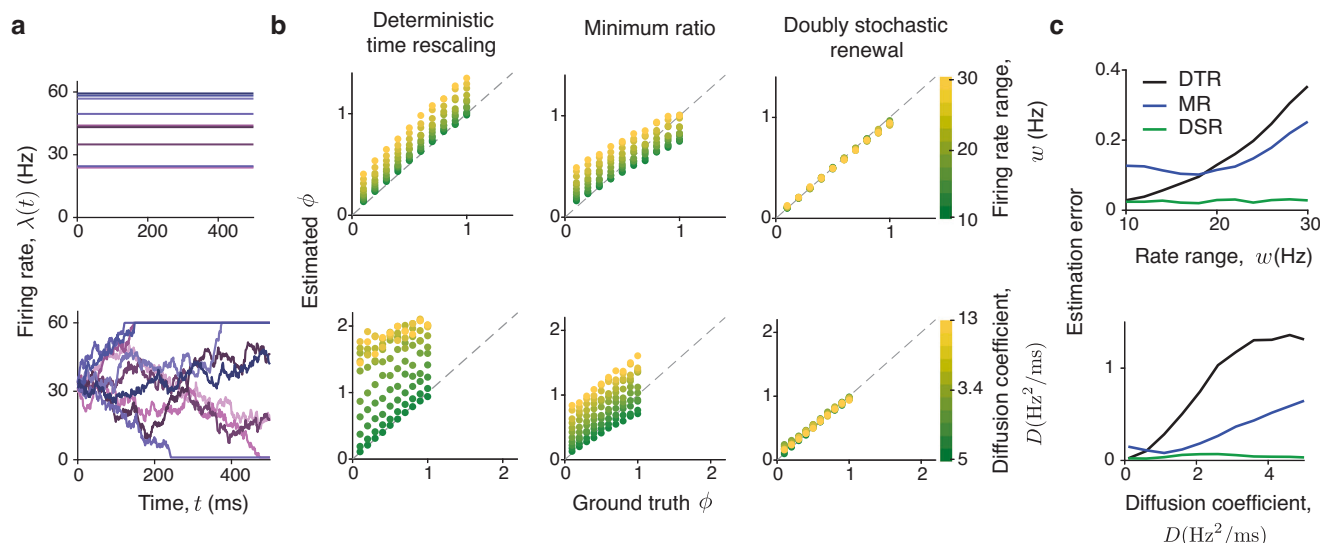 a
Firing rate, λ(t) (Hz)
60
30
0
0 200 400
60
30
0
0 200 400
Time, t (ms)
b
Deterministic
time rescaling
Minimum ratio
Doubly stochastic
renewal
Estimated ϕ
1
0
0 1
1
0
0 1
1
0
0 1
30
20
10
Firing rate range,
w (Hz)
2
1
0
0 1 2
2
1
0
0 1 2
2
1
0
0 1 2
13
3.4
5
Diffusion coefficient,
D(Hz²/ms)
Ground truth ϕ
c
Estimation error
0.4
0.2
0
DTR
MR
DSR
10 20 30
Rate range, w(Hz)
1
0
0 2 4
Diffusion coefficient,
D(Hz²/ms)